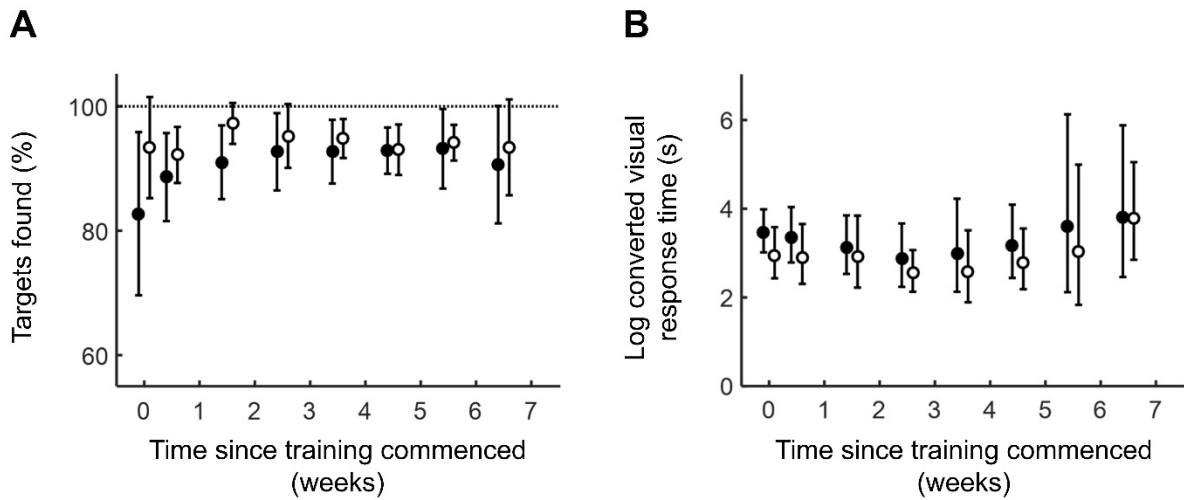 A
100
80
60
Targets found (%)
0 1 2 3 4 5 6 7
Time since training commenced
(weeks)
B
6
4
2
0
Log converted visual
response time (s)
0 1 2 3 4 5 6 7
Time since training commenced
(weeks)